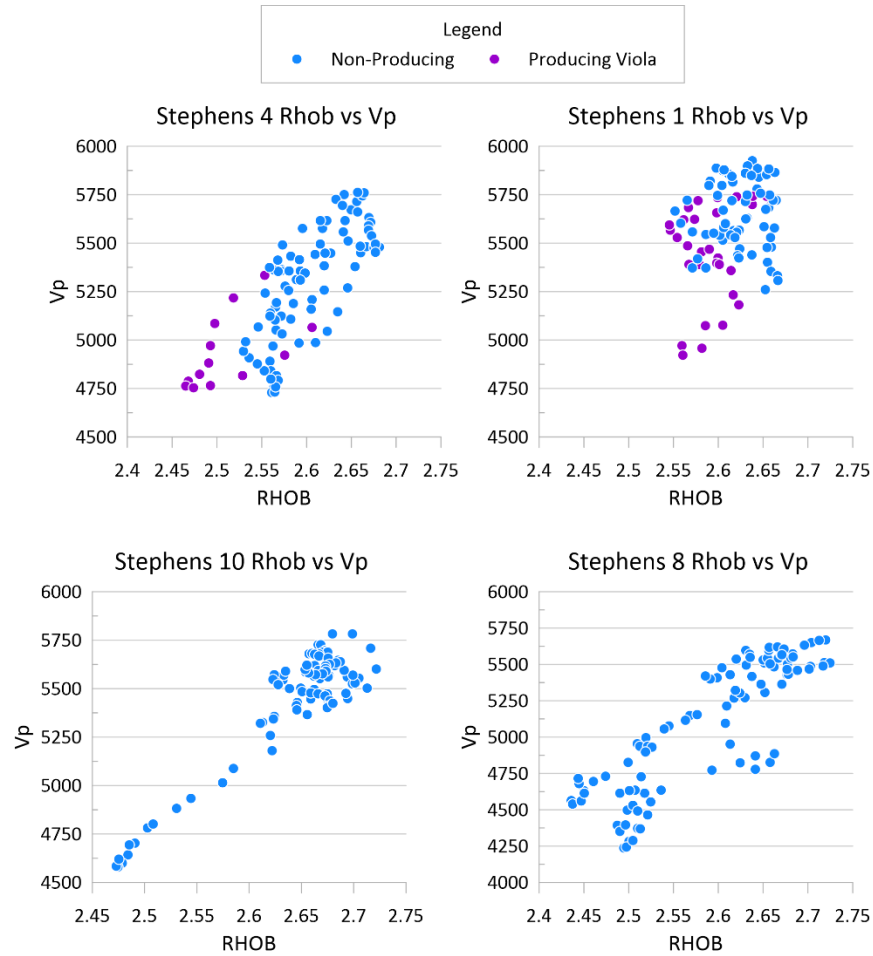 Legend
Non-Producing Producing Viola
Stephens 4 Rhob vs Vp
6000
5750
5500
5250
5000
4750
4500
Vp
2.4 2.45 2.5 2.55 2.6 2.65 2.7 2.75
RHOB
Stephens 1 Rhob vs Vp
6000
5750
5500
5250
5000
4750
4500
Vp
2.4 2.45 2.5 2.55 2.6 2.65 2.7 2.75
RHOB
Stephens 10 Rhob vs Vp
6000
5750
5500
5250
5000
4750
4500
Vp
2.45 2.5 2.55 2.6 2.65 2.7 2.75
RHOB
Stephens 8 Rhob vs Vp
6000
5750
5500
5250
5000
4750
4500
4250
4000
Vp
2.4 2.45 2.5 2.55 2.6 2.65 2.7 2.75
RHOB